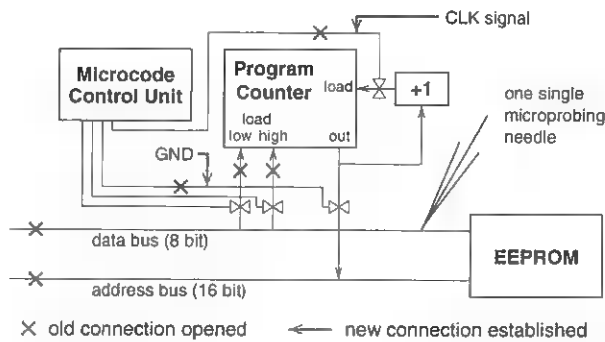 CLK signal
Microcode
Control Unit
Program
Counter
load
+1
load
low high
out
one single
microprobing
needle
GND
data bus (8 bit)
EEPROM
address bus (16 bit)
old connection opened
new connection established